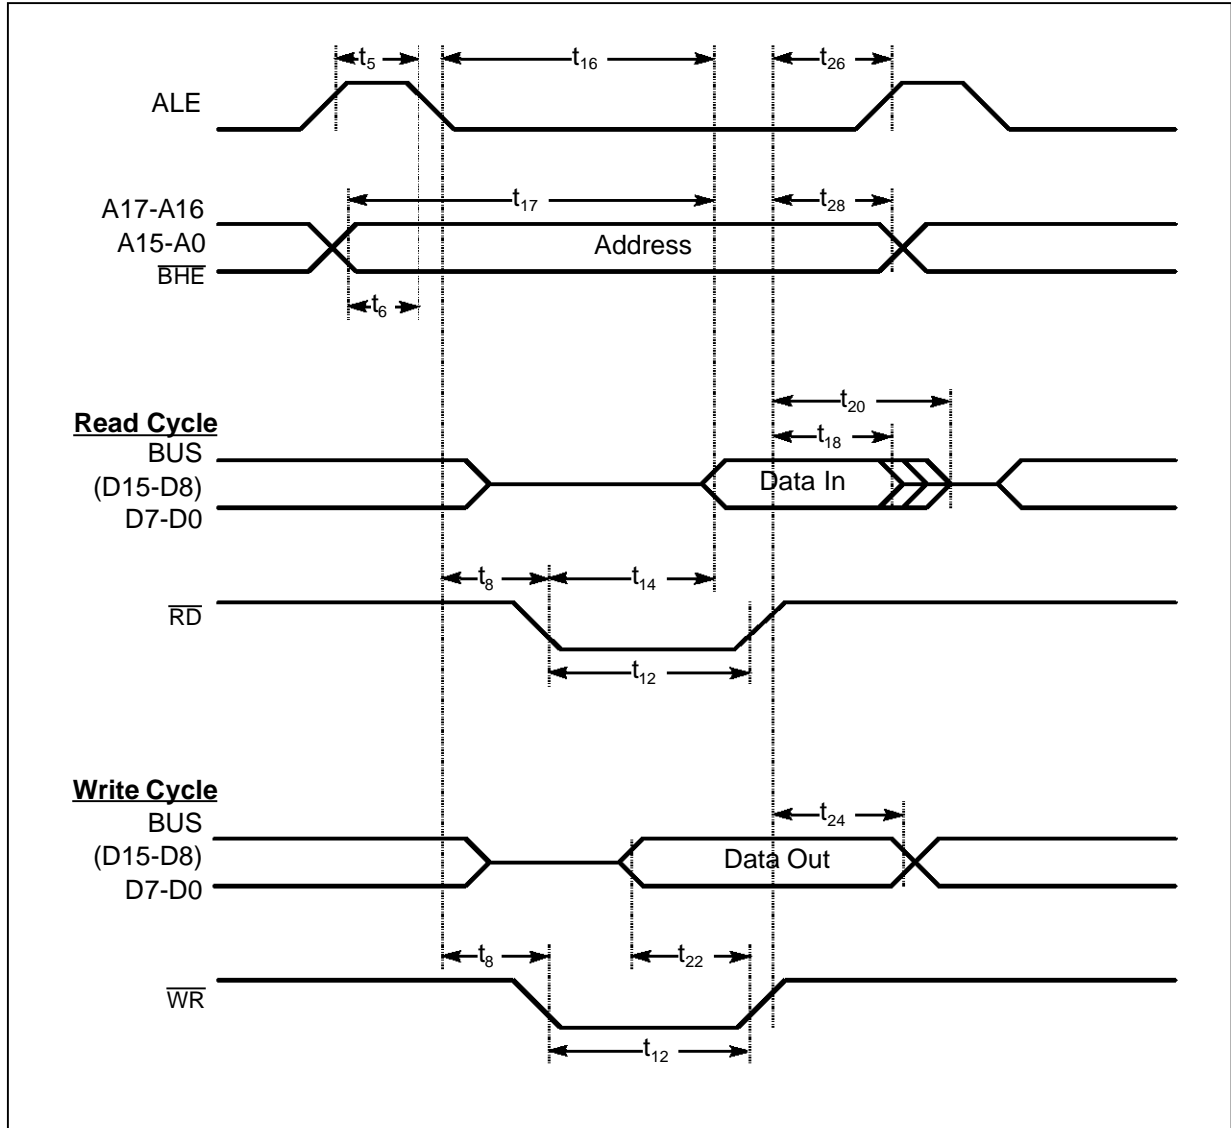 t5 t16 t26
ALE
A17-A16 t17 t28
A15-A0 Address
BHE
t6
t20
Read Cycle t18
BUS
(D15-D8) Data In
D7-D0
t8 t14
RD
t12
Write Cycle
BUS t24
(D15-D8) Data Out
D7-D0
t8 t22
WR
t12